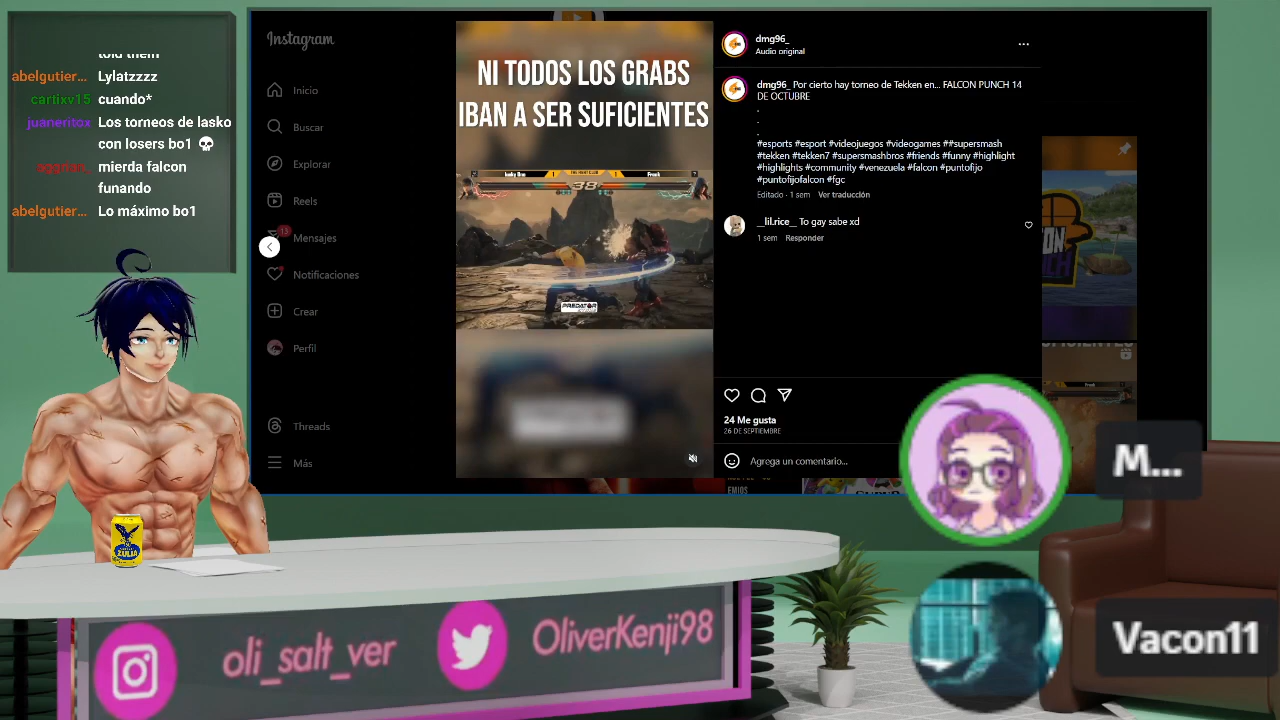 told them
abelgutier... Lylatzzzz
cartixv15 cuando*
juaneritox Los torneos de lasko
con losers bo1 💀
mierda falcon
funando
abelgutier... Lo máximo bo1
Instagram
Inicio
Buscar
Explorar
Reels
13
Mensajes
Notificaciones
Crear
Perfil
Threads
Más
NI TODOS LOS GRABS
IBAN A SER SUFICIENTES
38
PREDATOR
dmg96_
Audio original
dmg96_ Por cierto hay torneo de Tekken en... FALCON PUNCH 14
DE OCTUBRE
.
.
.
#esports #esport #videojuegos #videogames ##supersmash
#tekken #tekken7 #supersmashbros #friends #funny #highlight
#highlights #community #venezuela #falcon #puntofijo
#puntofijofalcon #fgc
Editado · 1 sem Ver traducción
__lil.rice__ To gay sabe xd
1 sem Responder
24 Me gusta
26 DE SEPTIEMBRE
Agrega un comentario...
M...
Vacon11
ZULIA
oli_salt_ver
OliverKenji98